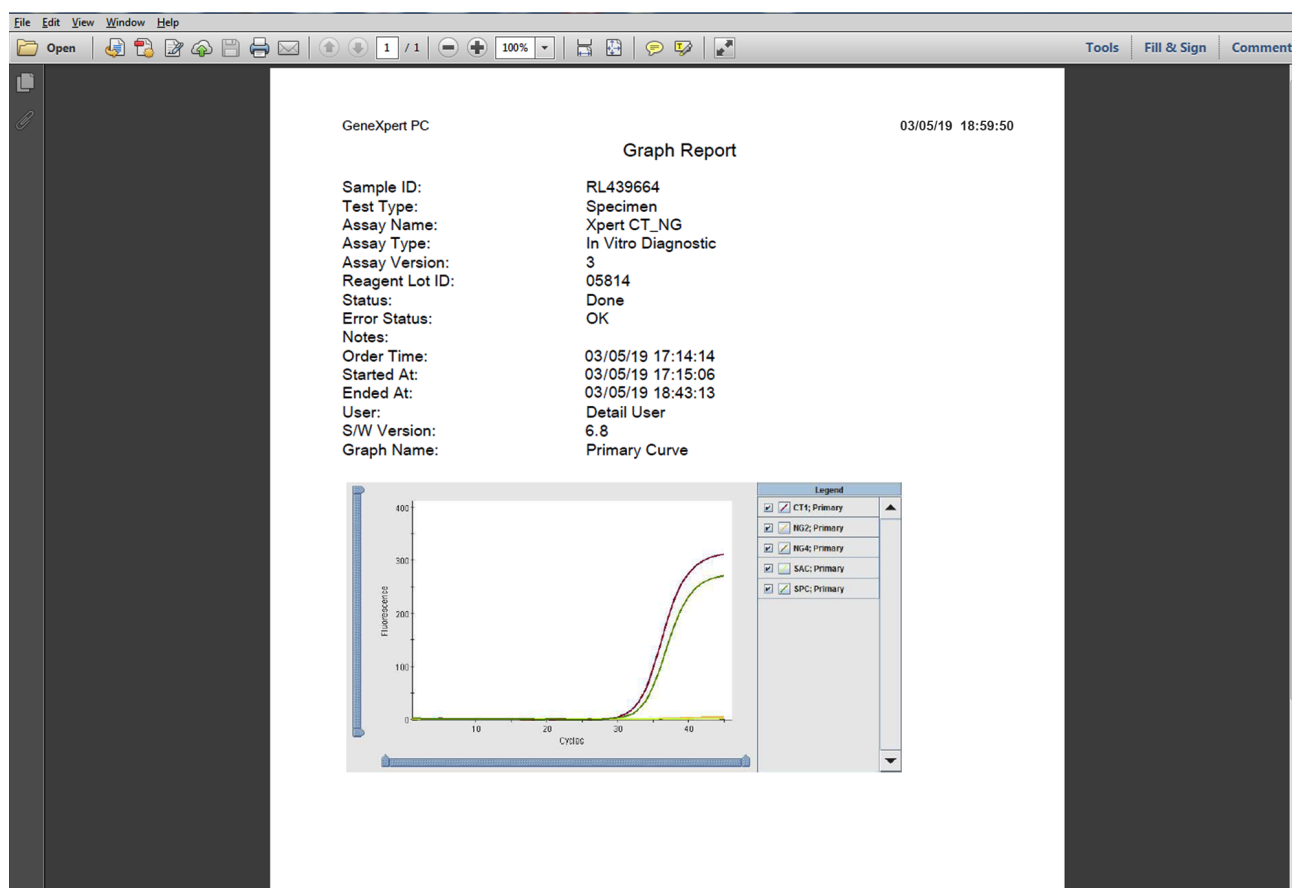 File Edit View Window Help
Open 1 / 1 100% Tools Fill & Sign Comment
GeneXpert PC 03/05/19 18:59:50
Graph Report
Sample ID: RL439664
Test Type: Specimen
Assay Name: Xpert CT_NG
Assay Type: In Vitro Diagnostic
Assay Version: 3
Reagent Lot ID: 05814
Status: Done
Error Status: OK
Notes:
Order Time: 03/05/19 17:14:14
Started At: 03/05/19 17:15:06
Ended At: 03/05/19 18:43:13
User: Detail User
S/W Version: 6.8
Graph Name: Primary Curve
Legend
CT1; Primary
NG2; Primary
NG4; Primary
SAC; Primary
SPC; Primary
400
300
200
100
0
Fluorescence
10 20 30 40
Cycles